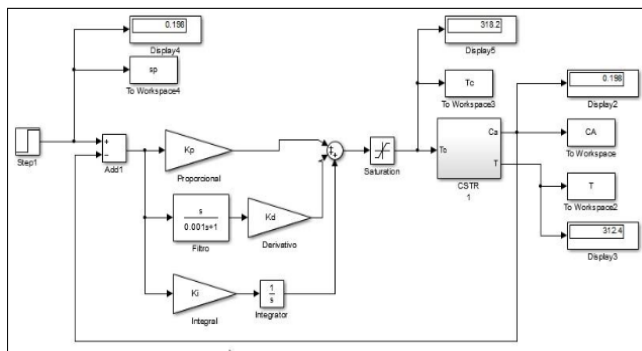 0.198
Display4
sp
To Workspace4
318.2
Display5
Tc
To Workspace3
0.198
Display2
CA
To Workspace
T
To Workspace2
312.4
Display3
Step1
+
−
Add1
Kp
Proporcional
s
0.001s+1
Filtro
Kd
Derivativo
Ki
Integral
1
s
Integrator
Saturation
Tc
Ca
T
CSTR
1